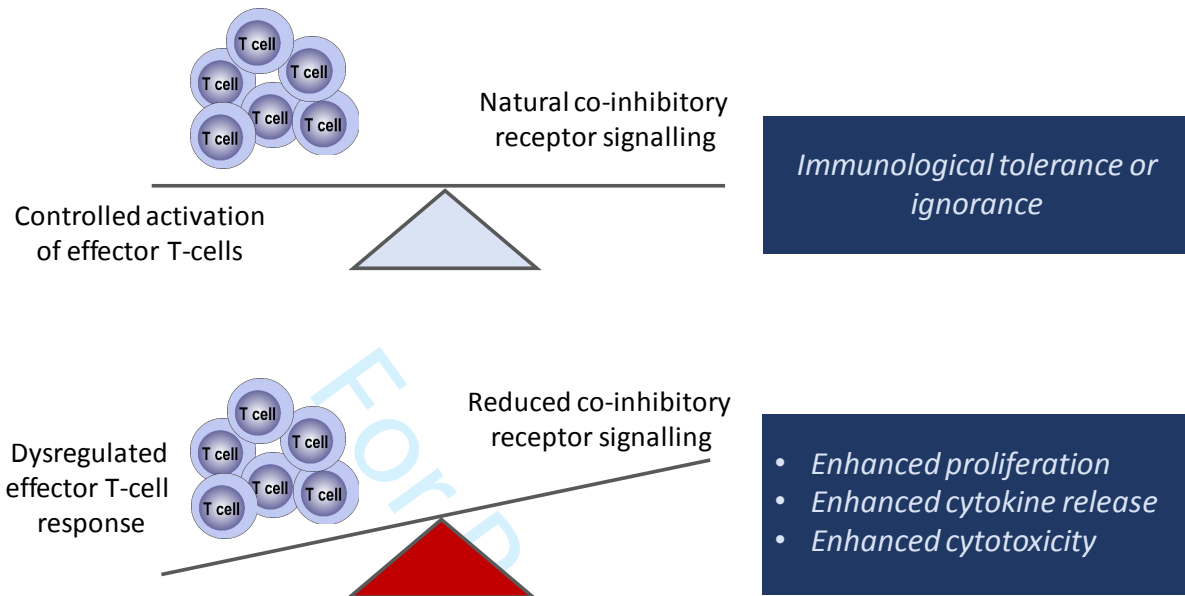 T cell
T cell
T cell
T cell
T cell
T cell
Natural co-inhibitory
receptor signalling
Controlled activation
of effector T-cells
Immunological tolerance or
ignorance
T cell
T cell
T cell
T cell
T cell
T cell
Reduced co-inhibitory
receptor signalling
Dysregulated
effector T-cell
response
• Enhanced proliferation
• Enhanced cytokine release
• Enhanced cytotoxicity
For